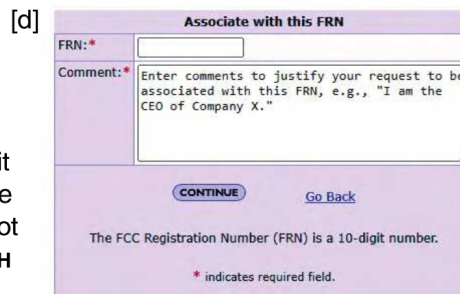 [d]
Associate with this FRN
FRN:*
Comment:*
Enter comments to justify your request to be
associated with this FRN, e.g., "I am the
CEO of Company X."
it
e
ot
H
CONTINUE Go Back
The FCC Registration Number (FRN) is a 10-digit number.
* indicates required field.